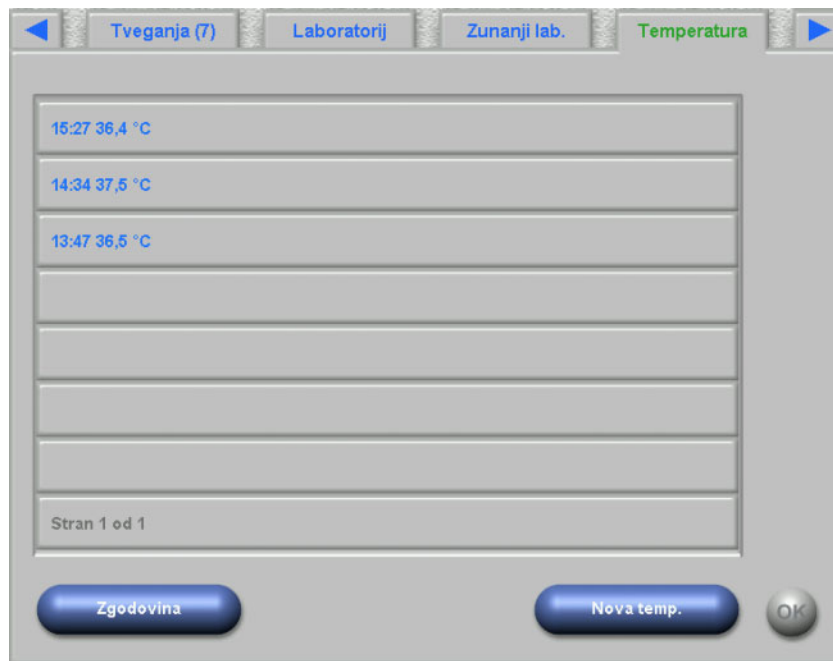 Tveganja (7) Laboratorij Zunanji lab. Temperatura
15:27 36,4 °C
14:34 37,5 °C
13:47 36,5 °C
Stran 1 od 1
Zgodovina Nova temp. OK